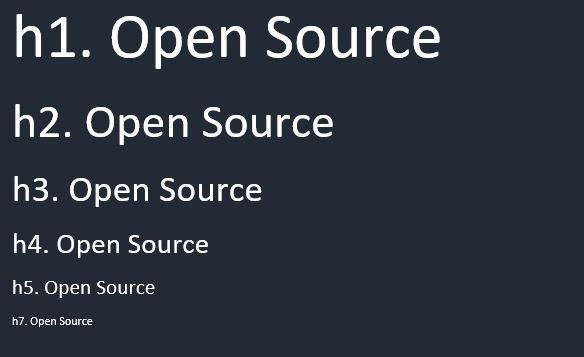 h1. Open Source
h2. Open Source
h3. Open Source
h4. Open Source
h5. Open Source
h7. Open Source